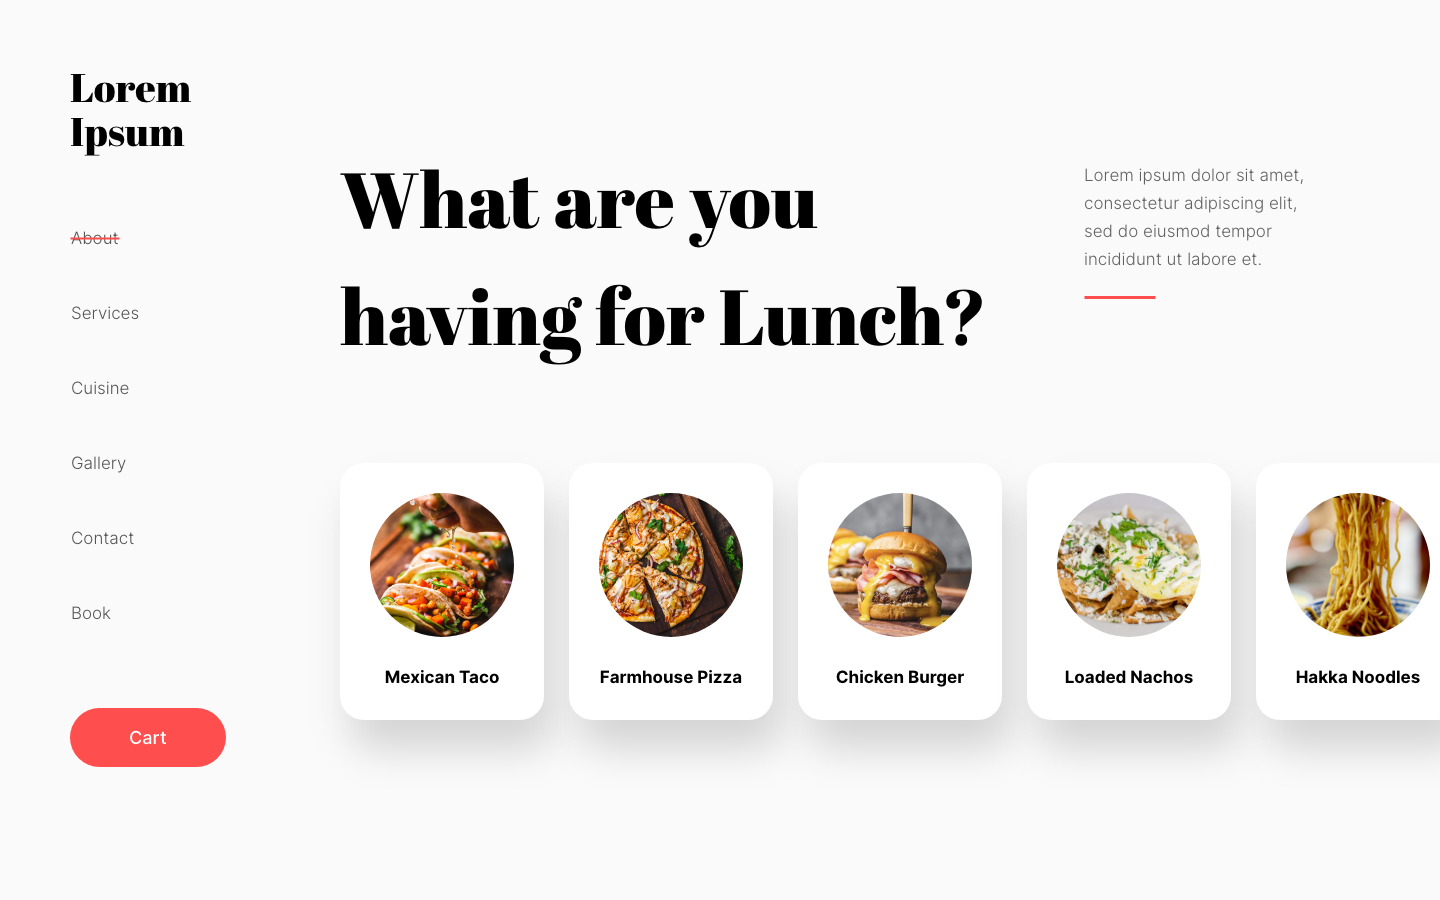 Lorem
Ipsum
About
Services
Cuisine
Gallery
Contact
Book
Cart
What are you
having for Lunch?
Lorem ipsum dolor sit amet,
consectetur adipiscing elit,
sed do eiusmod tempor
incididunt ut labore et.
Mexican Taco
Farmhouse Pizza
Chicken Burger
Loaded Nachos
Hakka Noodles